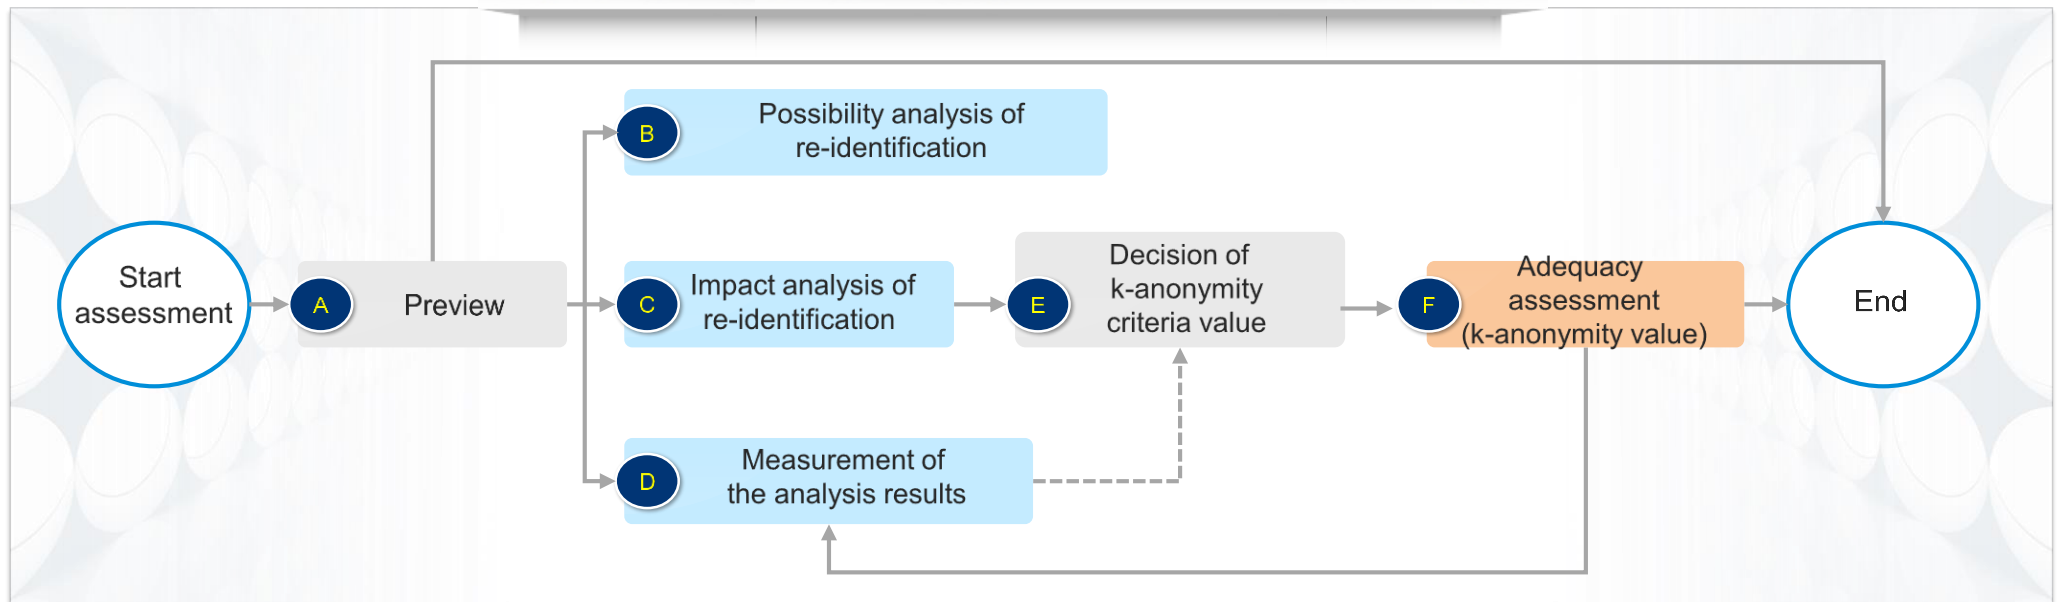 B
Possibility analysis of
re-identification
Start
assessment
A
Preview
C
Impact analysis of
re-identification
E
Decision of
k-anonymity
criteria value
F
Adequacy
assessment
(k-anonymity value)
End
D
Measurement of
the analysis results